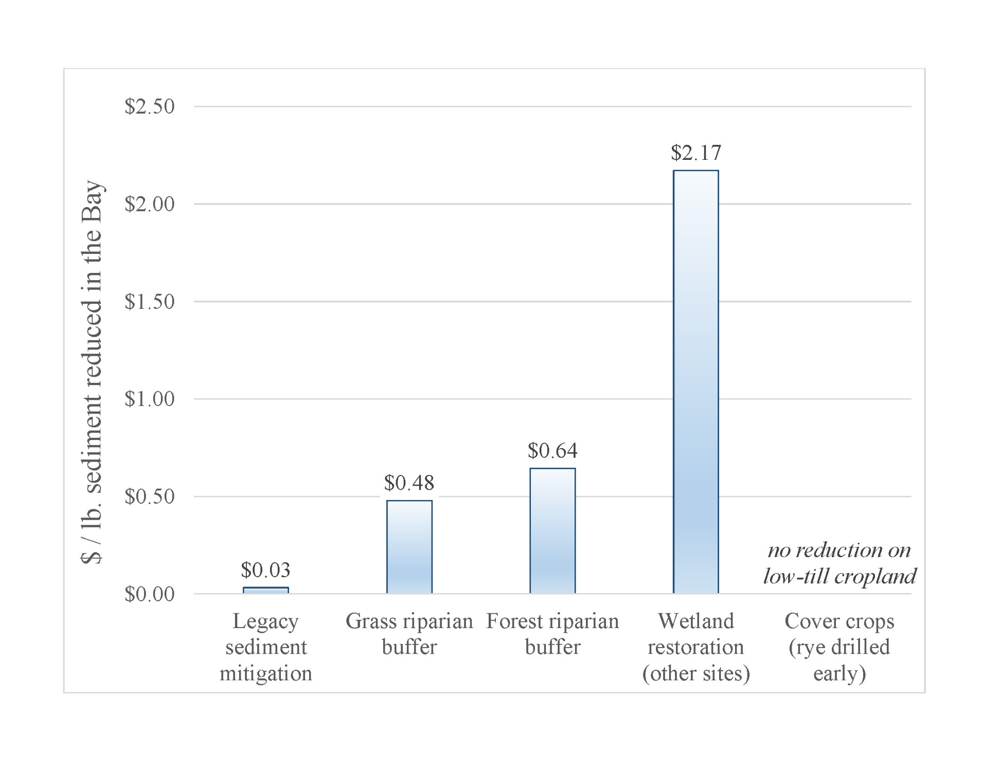 $ / lb. sediment reduced in the Bay
$2.50
$2.00
$1.50
$1.00
$0.50
$0.00
$0.03
$0.48
$0.64
$2.17
no reduction on
low-till cropland
Legacy
sediment
mitigation
Grass riparian
buffer
Forest riparian
buffer
Wetland
restoration
(other sites)
Cover crops
(rye drilled
early)